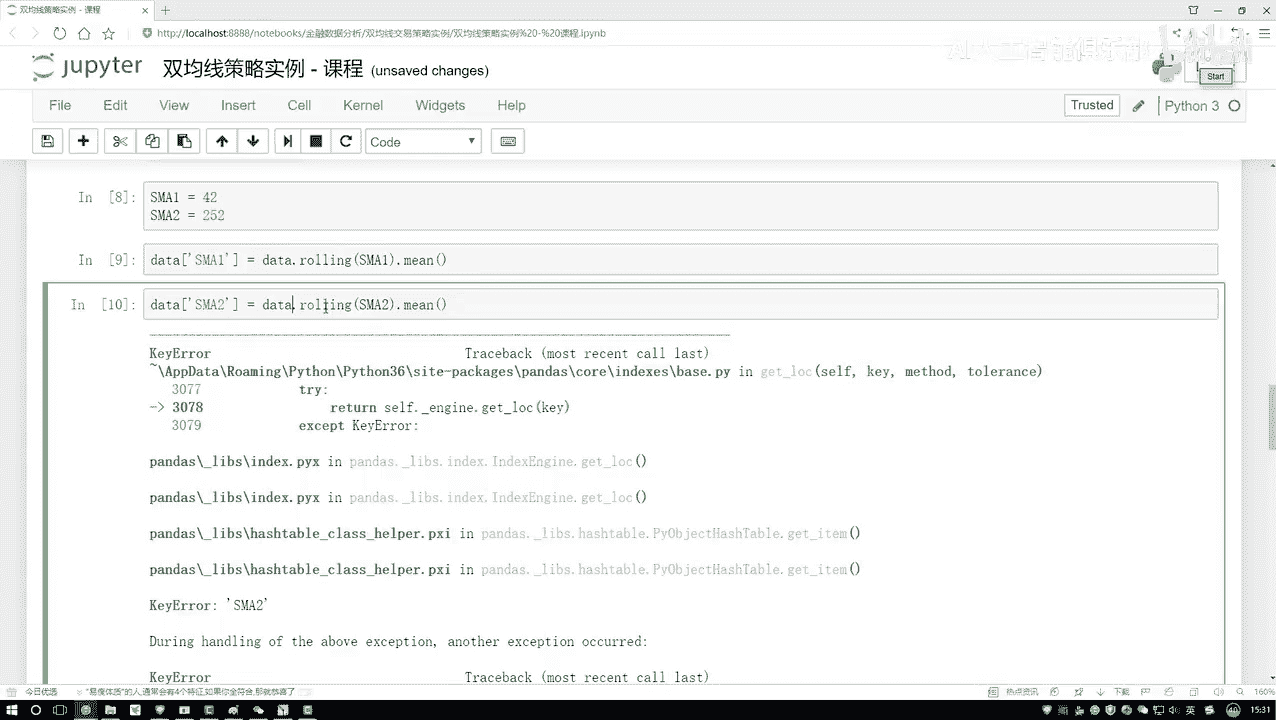 双均线策略实例 - 课程
http://localhost:8888/notebooks/金融数据分析/双均线交易策略实例/双均线策略实例%20-%20课程.ipynb
jupyter 双均线策略实例 - 课程 (unsaved changes)
Start
File Edit View Insert Cell Kernel Widgets Help
Trusted Python 3
Code
In [8]: SMA1 = 42
SMA2 = 252
In [9]: data['SMA1'] = data.rolling(SMA1).mean()
In [10]: data['SMA2'] = data.rolling(SMA2).mean()
KeyError Traceback (most recent call last)
~\AppData\Roaming\Python\Python36\site-packages\pandas\core\indexes\base.py in get_loc(self, key, method, tolerance)
3077 try:
-> 3078 return self._engine.get_loc(key)
3079 except KeyError:
pandas\_libs\index.pyx in pandas._libs.index.IndexEngine.get_loc()
pandas\_libs\index.pyx in pandas._libs.index.IndexEngine.get_loc()
pandas\_libs\hashtable_class_helper.pxi in pandas._libs.hashtable.PyObjectHashTable.get_item()
pandas\_libs\hashtable_class_helper.pxi in pandas._libs.hashtable.PyObjectHashTable.get_item()
KeyError: 'SMA2'
During handling of the above exception, another exception occurred:
KeyError Traceback (most recent call last)
今日优选 "易瘦体质"的人,通常会有4个特征,如果你全符合,那就恭喜了
热点资讯 下载 160%
英 15:31